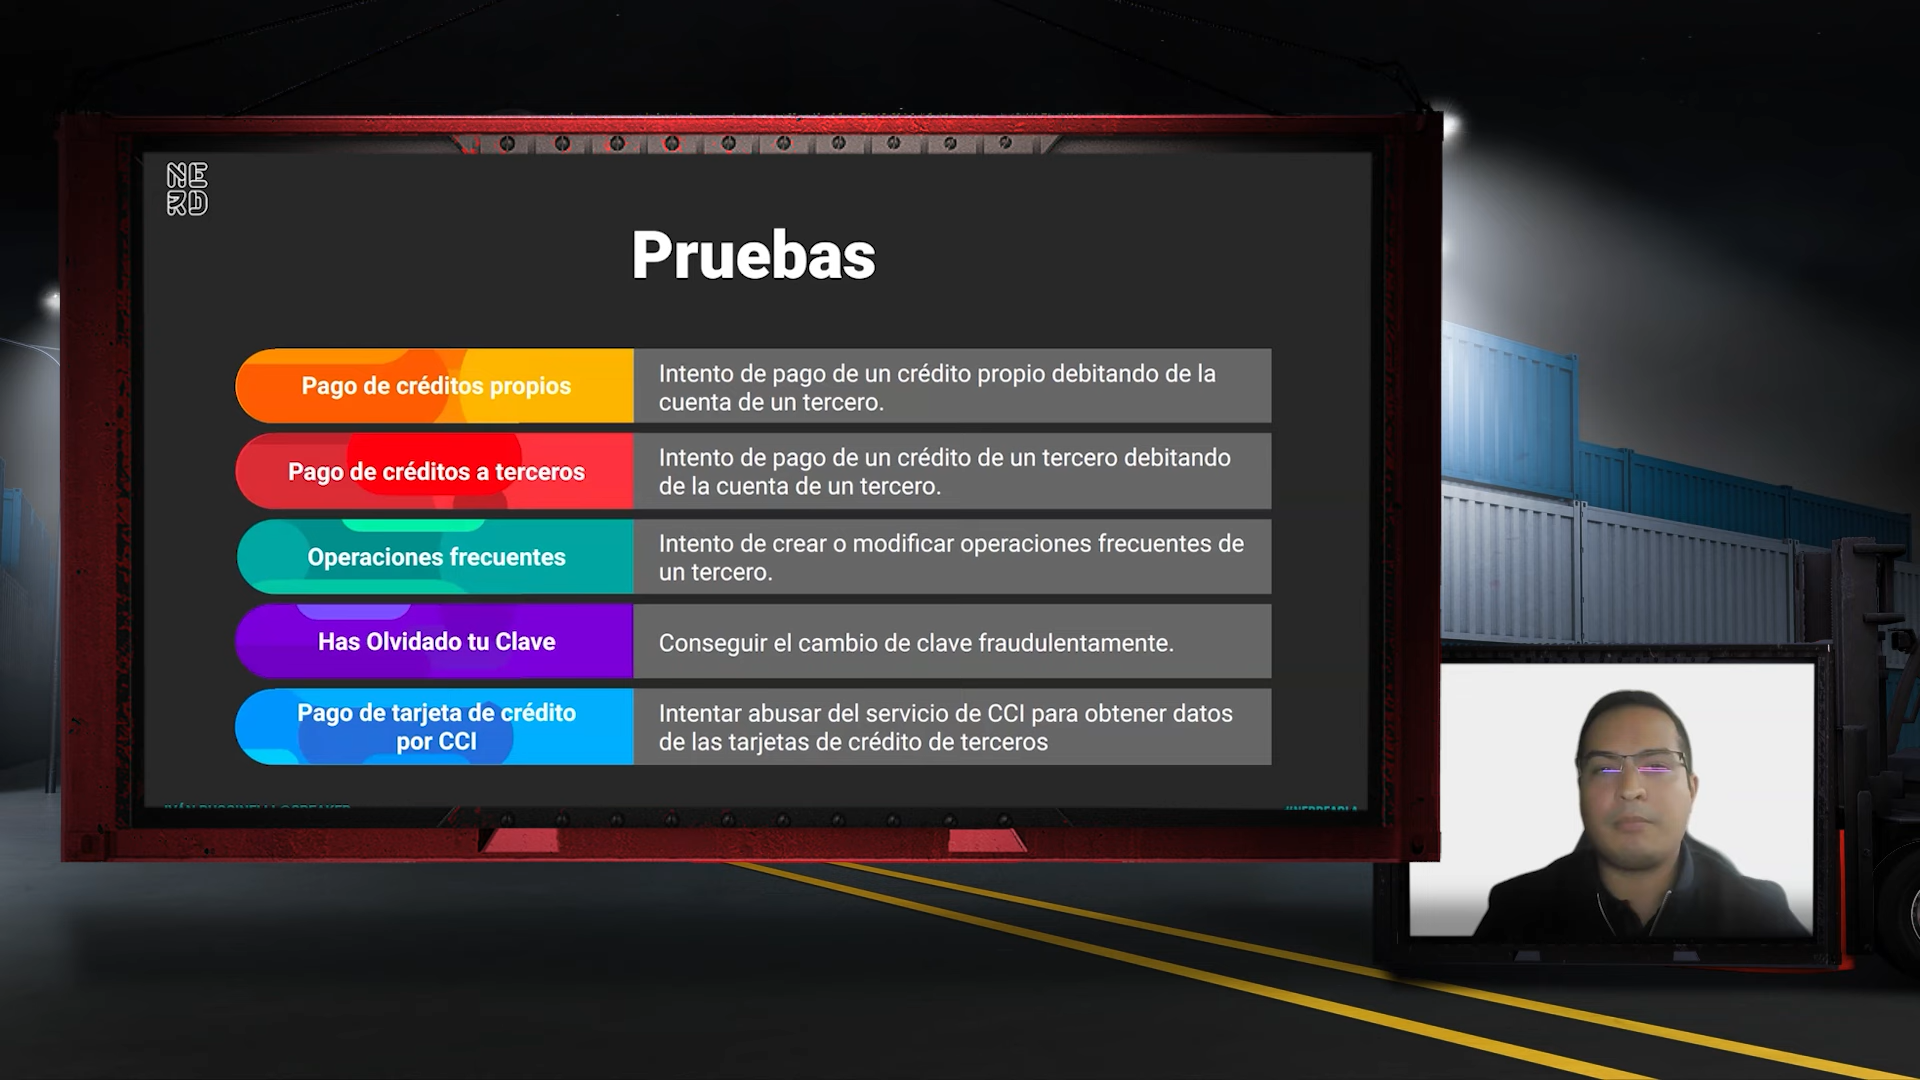 NE
RD
Pruebas
Pago de créditos propios
Intento de pago de un crédito propio debitando de la
cuenta de un tercero.
Pago de créditos a terceros
Intento de pago de un crédito de un tercero debitando
de la cuenta de un tercero.
Operaciones frecuentes
Intento de crear o modificar operaciones frecuentes de
un tercero.
Has Olvidado tu Clave
Conseguir el cambio de clave fraudulentamente.
Pago de tarjeta de crédito
por CCI
Intentar abusar del servicio de CCI para obtener datos
de las tarjetas de crédito de terceros